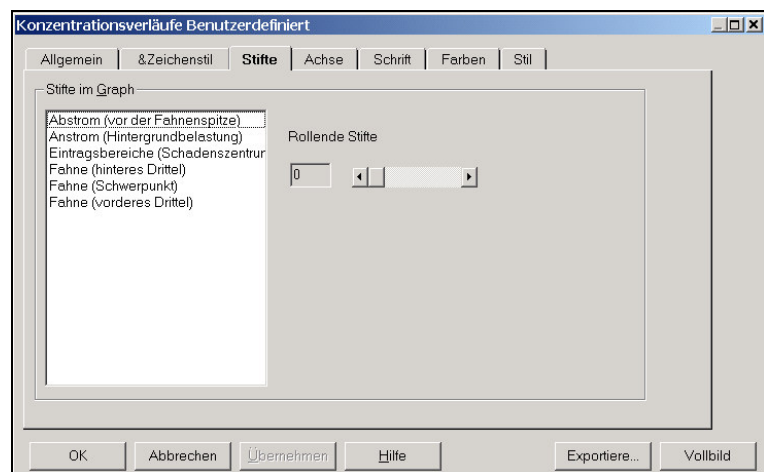 Konzentrationsverläufe Benutzerdefiniert
Allgemein &Zeichenstil Stifte Achse Schrift Farben Stil
Stifte im Graph
Abstrom (vor der Fahnenspitze)
Anstrom (Hintergrundbelastung)
Eintragsbereiche (Schadenszentrur
Fahne (hinteres Drittel)
Fahne (Schwerpunkt)
Fahne (vorderes Drittel)
Rollende Stifte
0
OK Abbrechen Übernehmen Hilfe Exportiere... Vollbild